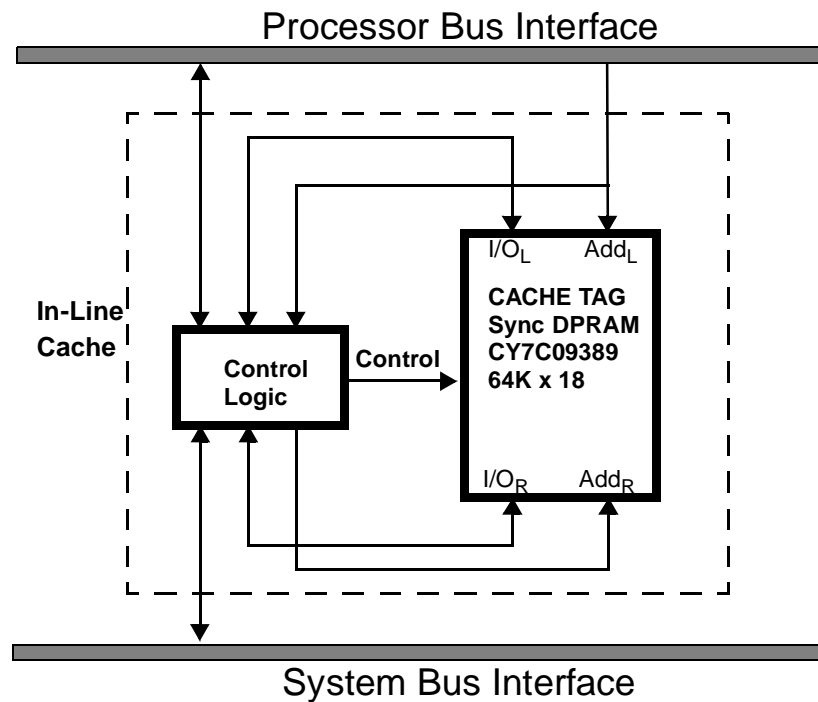 Processor Bus Interface
I/OL
AddL
CACHE TAG
Sync DPRAM
CY7C09389
64K x 18
In-Line
Cache
Control
Logic
Control
I/OR
AddR
System Bus Interface